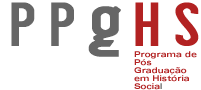 PPgHS
Programa de
Pós
Graduação
em História
Social